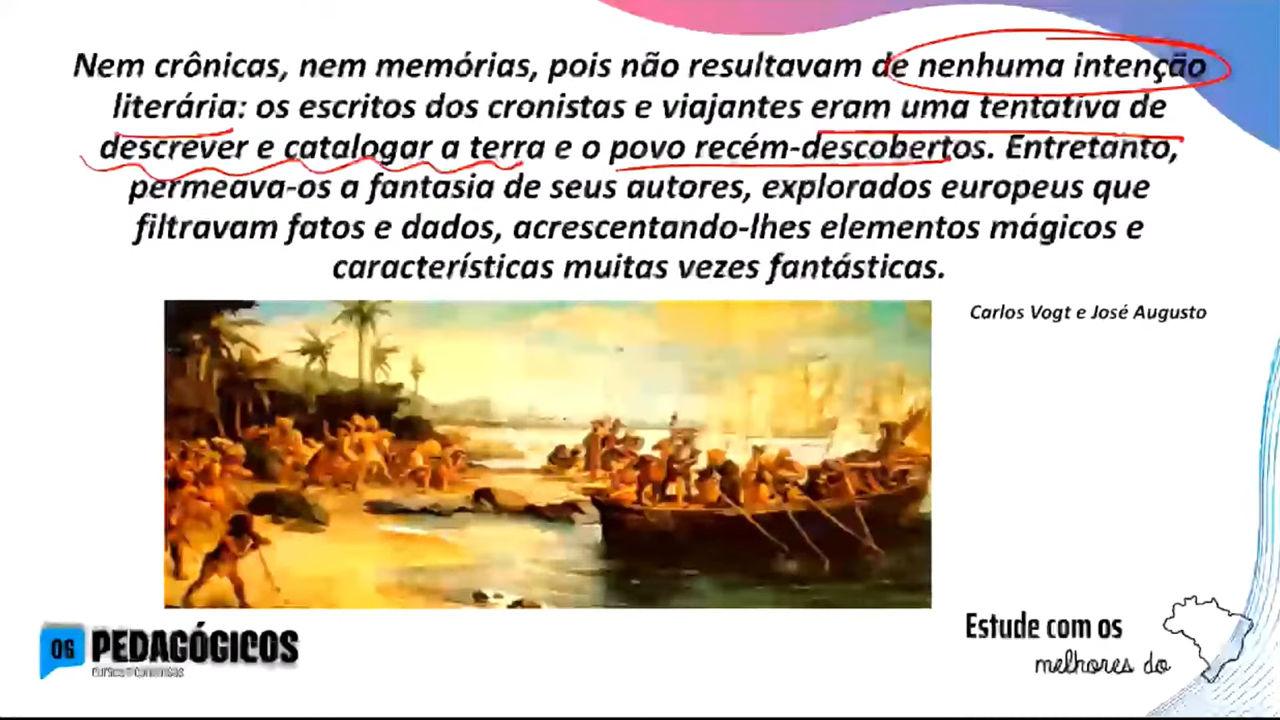 Nem crônicas, nem memórias, pois não resultavam de nenhuma intenção
literária: os escritos dos cronistas e viajantes eram uma tentativa de
descrever e catalogar a terra e o povo recém-descobertos. Entretanto,
permeava-os a fantasia de seus autores, explorados europeus que
filtravam fatos e dados, acrescentando-lhes elementos mágicos e
características muitas vezes fantásticas.
Carlos Vogt e José Augusto
OS PEDAGÓGICOS
Estude com os
melhores do